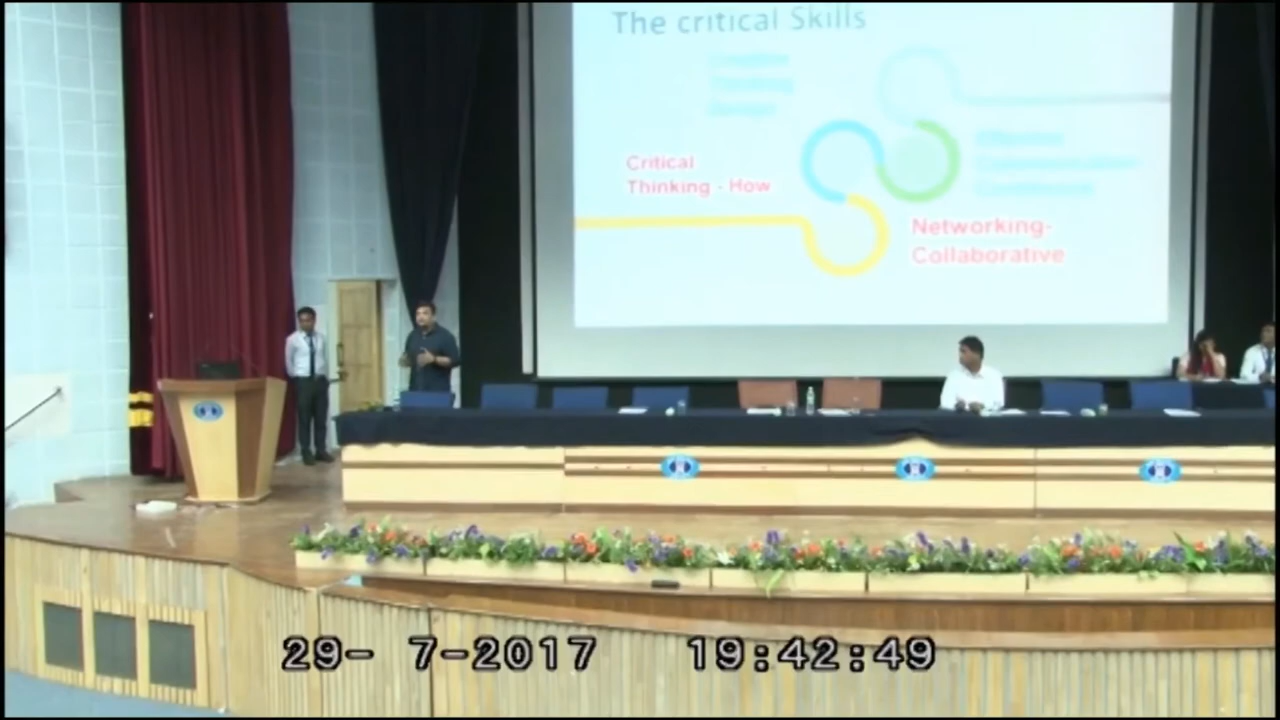 The critical Skills
Critical
Thinking - How
Networking-
Collaborative
29- 7-2017 19:42:49